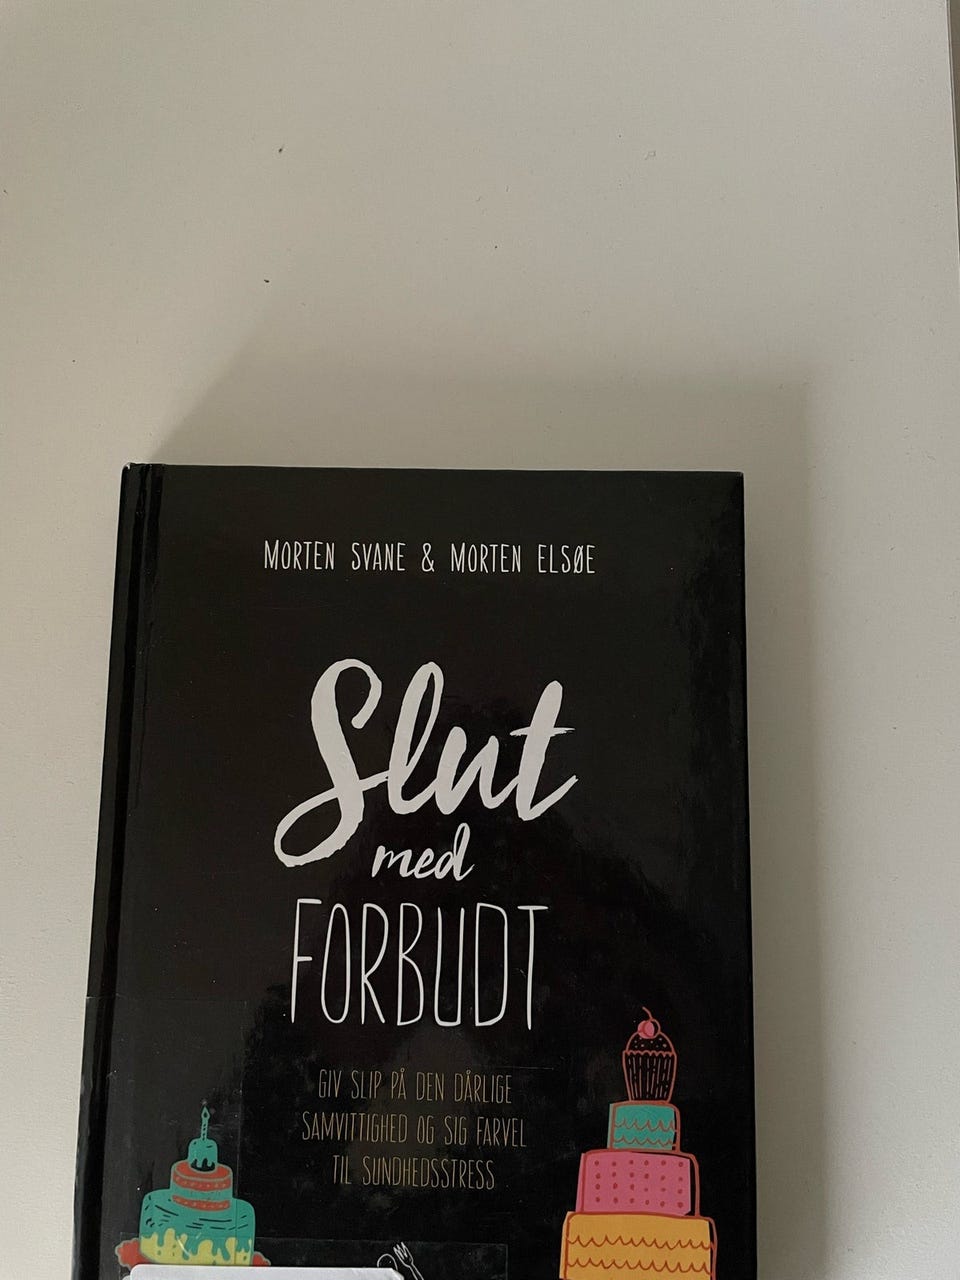 MORTEN SVANE & MORTEN ELSØE
Slut
med
FORBUDT
GIV SLIP PÅ DEN DÅRLIGE
SAMVITTIGHED OG SIG FARVEL
TIL SUNDHEDSSTRESS